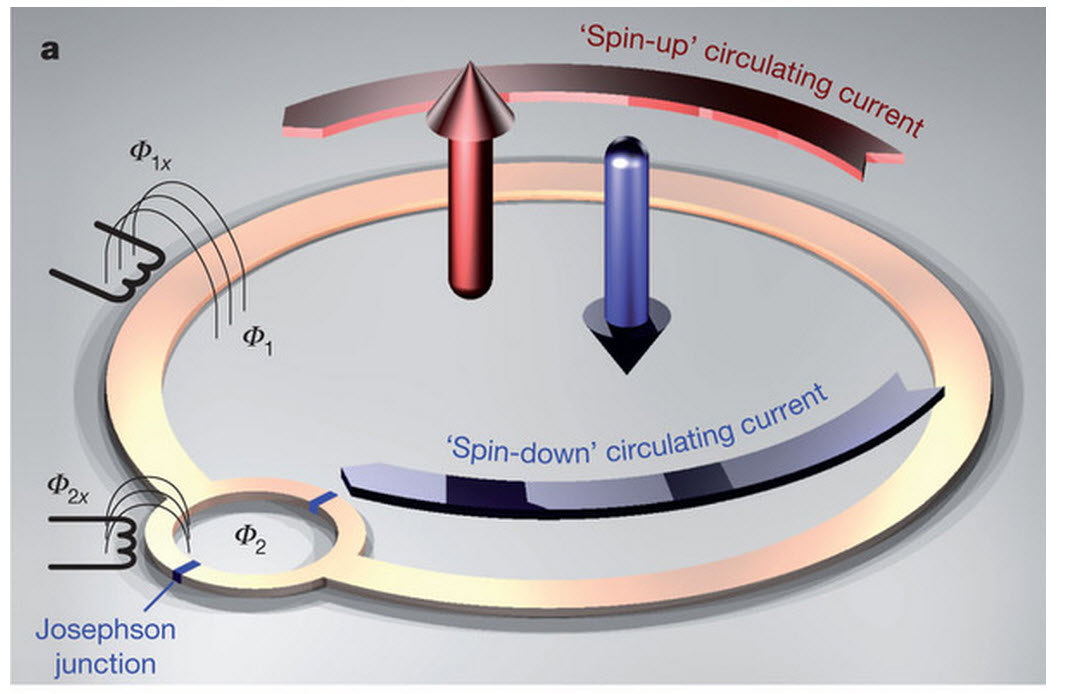 a
'Spin-up' circulating current
Φ1x
Φ1
'Spin-down' circulating current
Φ2x
Φ2
Josephson
junction